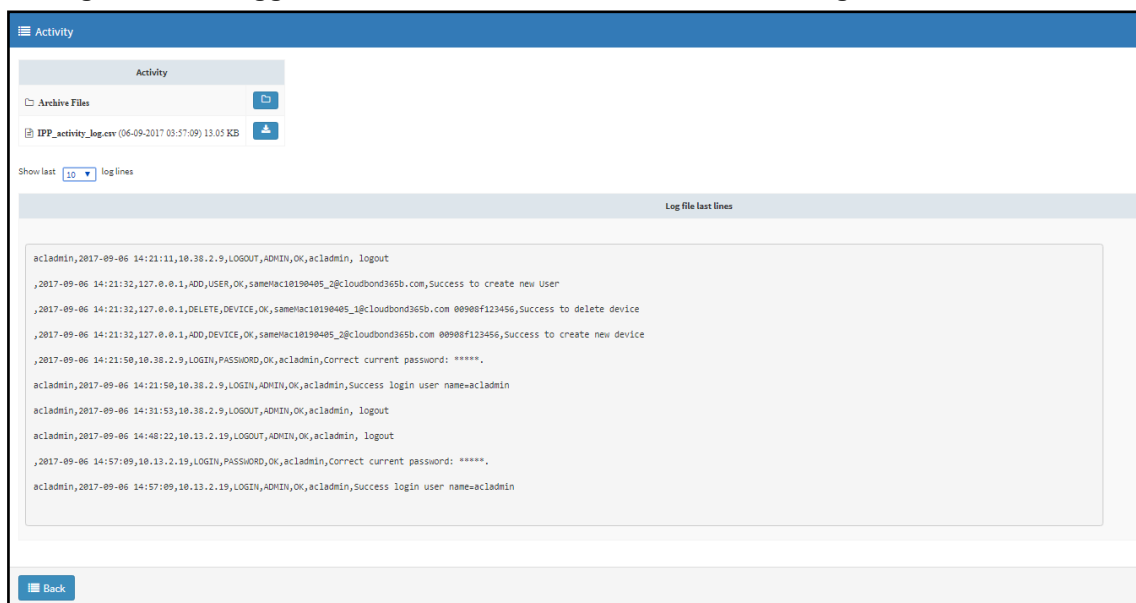 Activity
Activity
Archive Files
IPP_activity_log.csv (06-09-2017 03:57:09) 13.05 KB
Show last 10 log lines
Log file last lines
acladmin,2017-09-06 14:21:11,10.38.2.9,LOGOUT,ADMIN,OK,acladmin, logout
,2017-09-06 14:21:32,127.0.0.1,ADD,USER,OK,sameMac10190405_2@cloudbond365b.com,Success to create new User
,2017-09-06 14:21:32,127.0.0.1,DELETE,DEVICE,OK,sameMac10190405_1@cloudbond365b.com 00908f123456,Success to delete device
,2017-09-06 14:21:32,127.0.0.1,ADD,DEVICE,OK,sameMac10190405_2@cloudbond365b.com 00908f123456,Success to create new device
,2017-09-06 14:21:50,10.38.2.9,LOGIN,PASSWORD,OK,acladmin,Correct current password: *****.
acladmin,2017-09-06 14:21:50,10.38.2.9,LOGIN,ADMIN,OK,acladmin,Success login user name=acladmin
acladmin,2017-09-06 14:31:53,10.38.2.9,LOGOUT,ADMIN,OK,acladmin, logout
acladmin,2017-09-06 14:48:22,10.13.2.19,LOGOUT,ADMIN,OK,acladmin, logout
,2017-09-06 14:57:09,10.13.2.19,LOGIN,PASSWORD,OK,acladmin,Correct current password: *****.
acladmin,2017-09-06 14:57:09,10.13.2.19,LOGIN,ADMIN,OK,acladmin,Success login user name=acladmin
Back